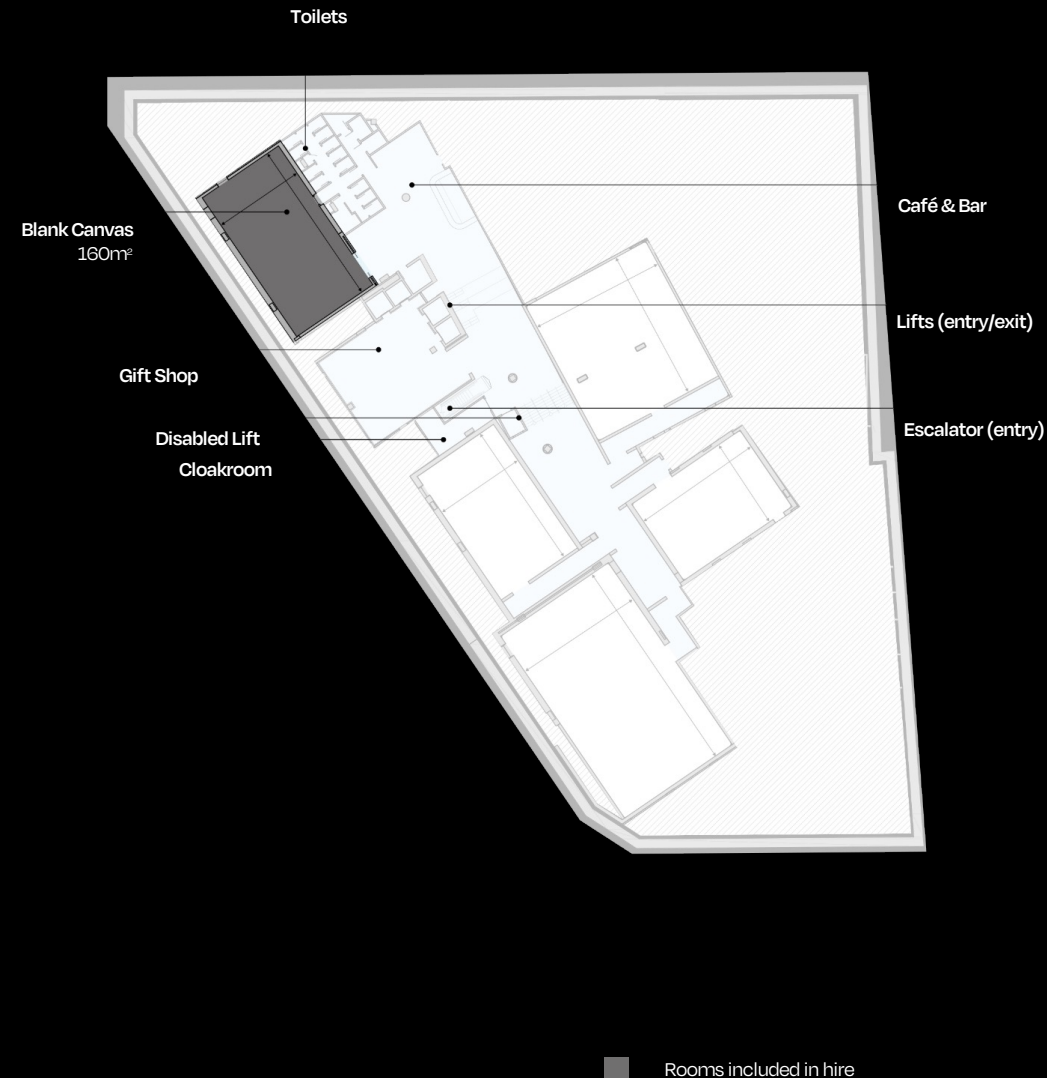 Toilets
Blank Canvas
160m²
Café & Bar
Lifts (entry/exit)
Gift Shop
Disabled Lift
Escalator (entry)
Cloakroom
Rooms included in hire